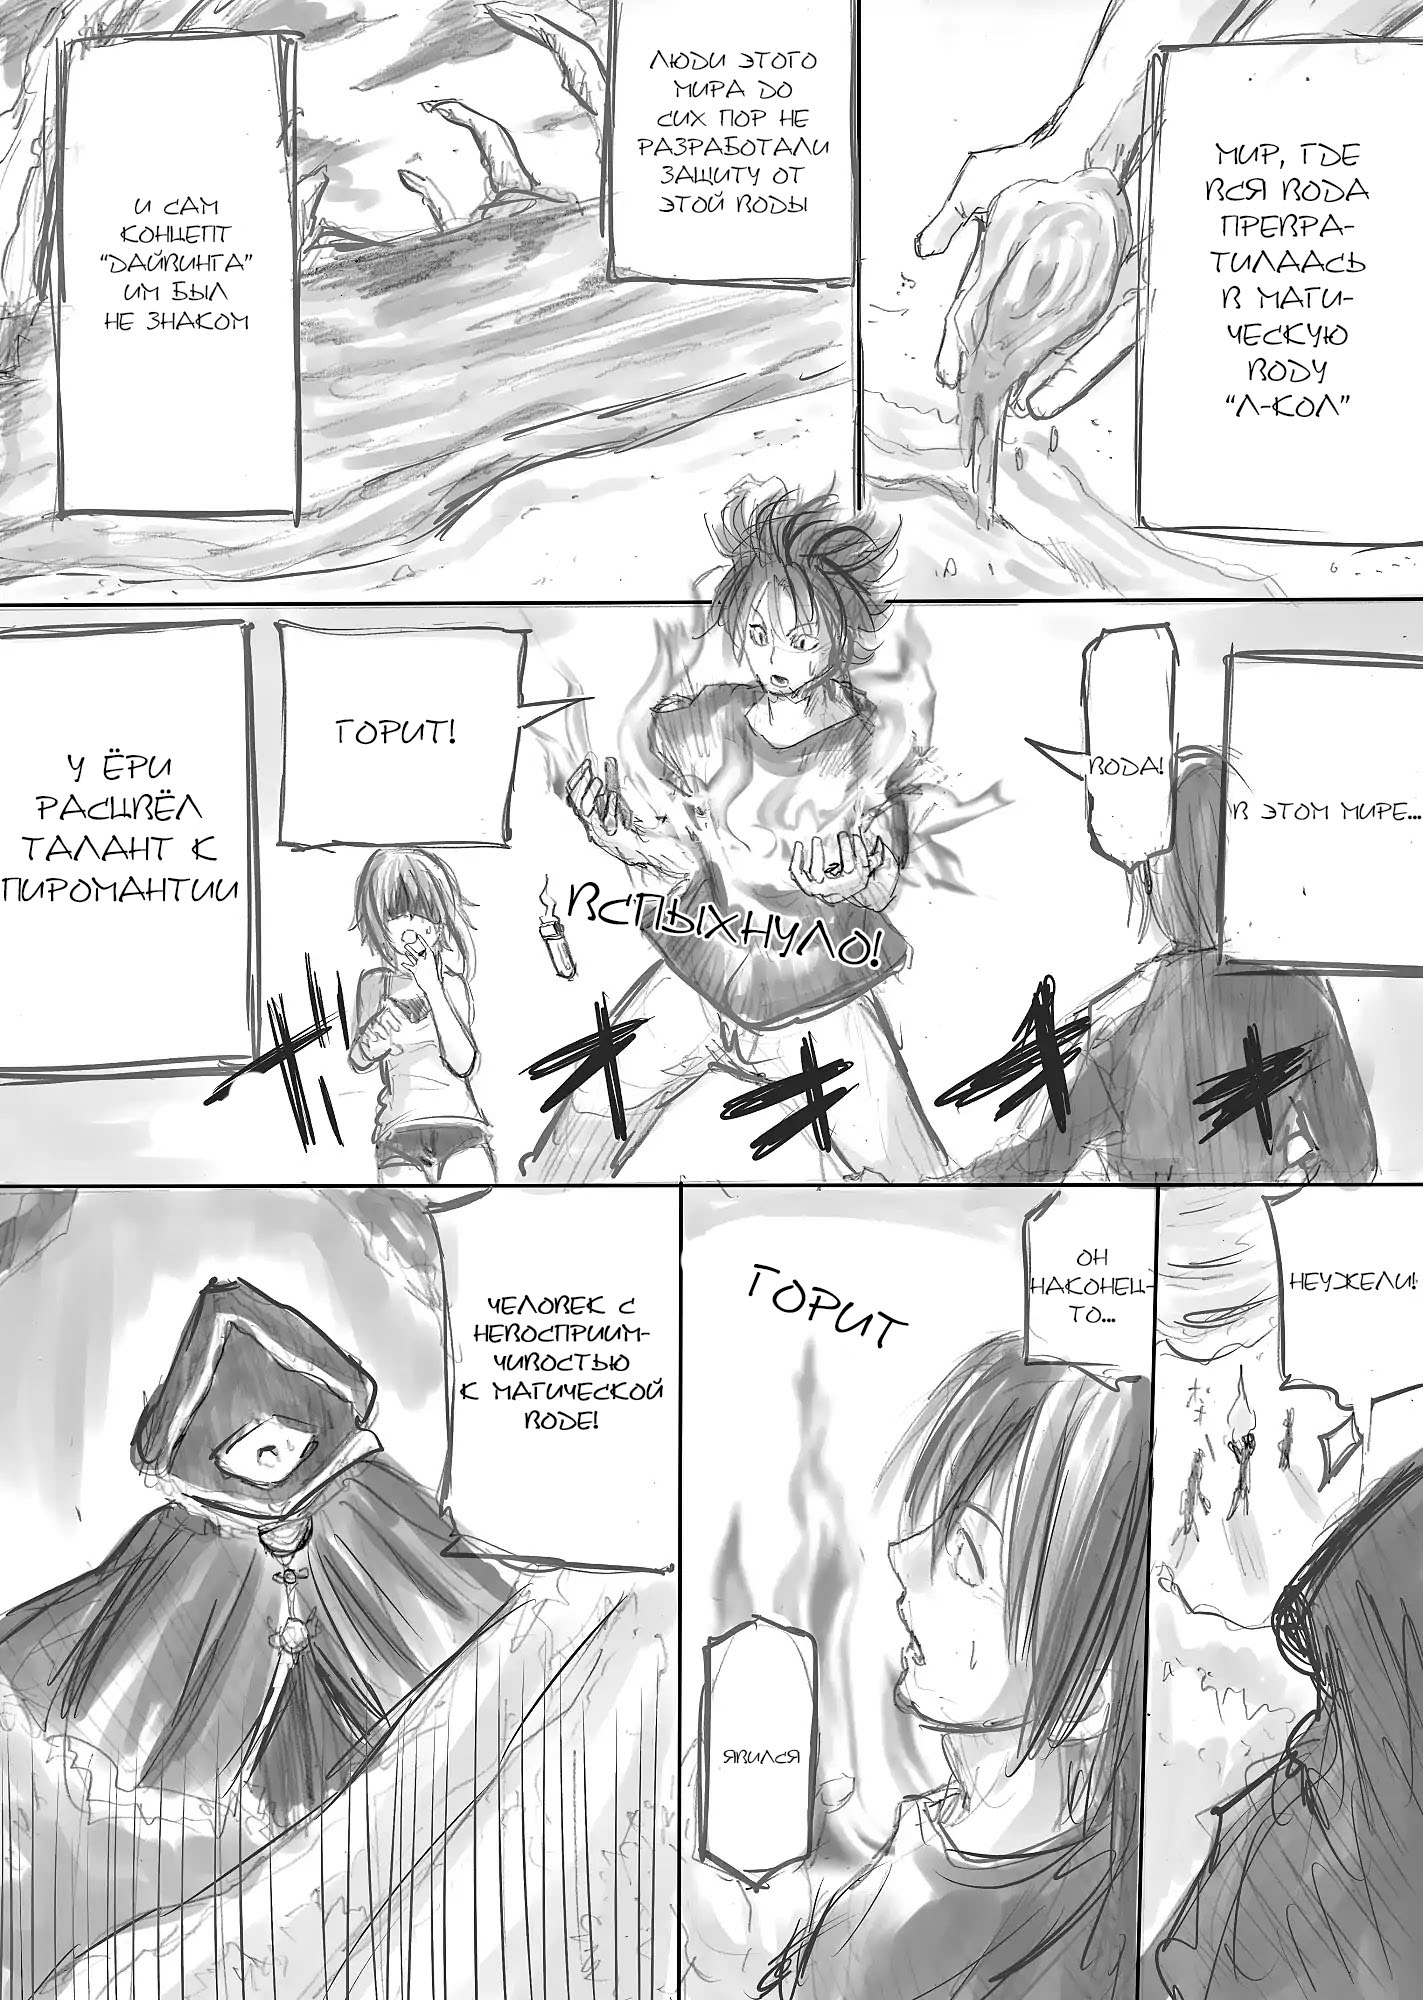 МИР, ГДЕ
ВСЯ ВОДА
ПРЕВРА-
ТИЛААСЬ
В МАГИ-
ЧЕСКУЮ
ВОДУ
"Л-КОЛ"
ЛЮДИ ЭТОГО
МИРА ДО
СИХ ПОР НЕ
РАЗРАБОТАЛИ
ЗАЩИТУ ОТ
ЭТОЙ ВОДЫ
И САМ
КОНЦЕПТ
"ДАЙВИНГА"
ИМ БЫЛ
НЕ ЗНАКОМ
В ЭТОМ МИРЕ...
ВОДА!
ВСПЫХНУЛО!
ГОРИТ!
У ЁРИ
РАСЦВЁЛ
ТАЛАНТ К
ПИРОМАНТИИ
НЕУЖЕЛИ!
ОН
НАКОНЕЦ-
ТО...
ГОРИТ
ЯВИЛСЯ
ЧЕЛОВЕК С
НЕВОСПРИИМ-
ЧИВОСТЬЮ
К МАГИЧЕСКОЙ
ВОДЕ!